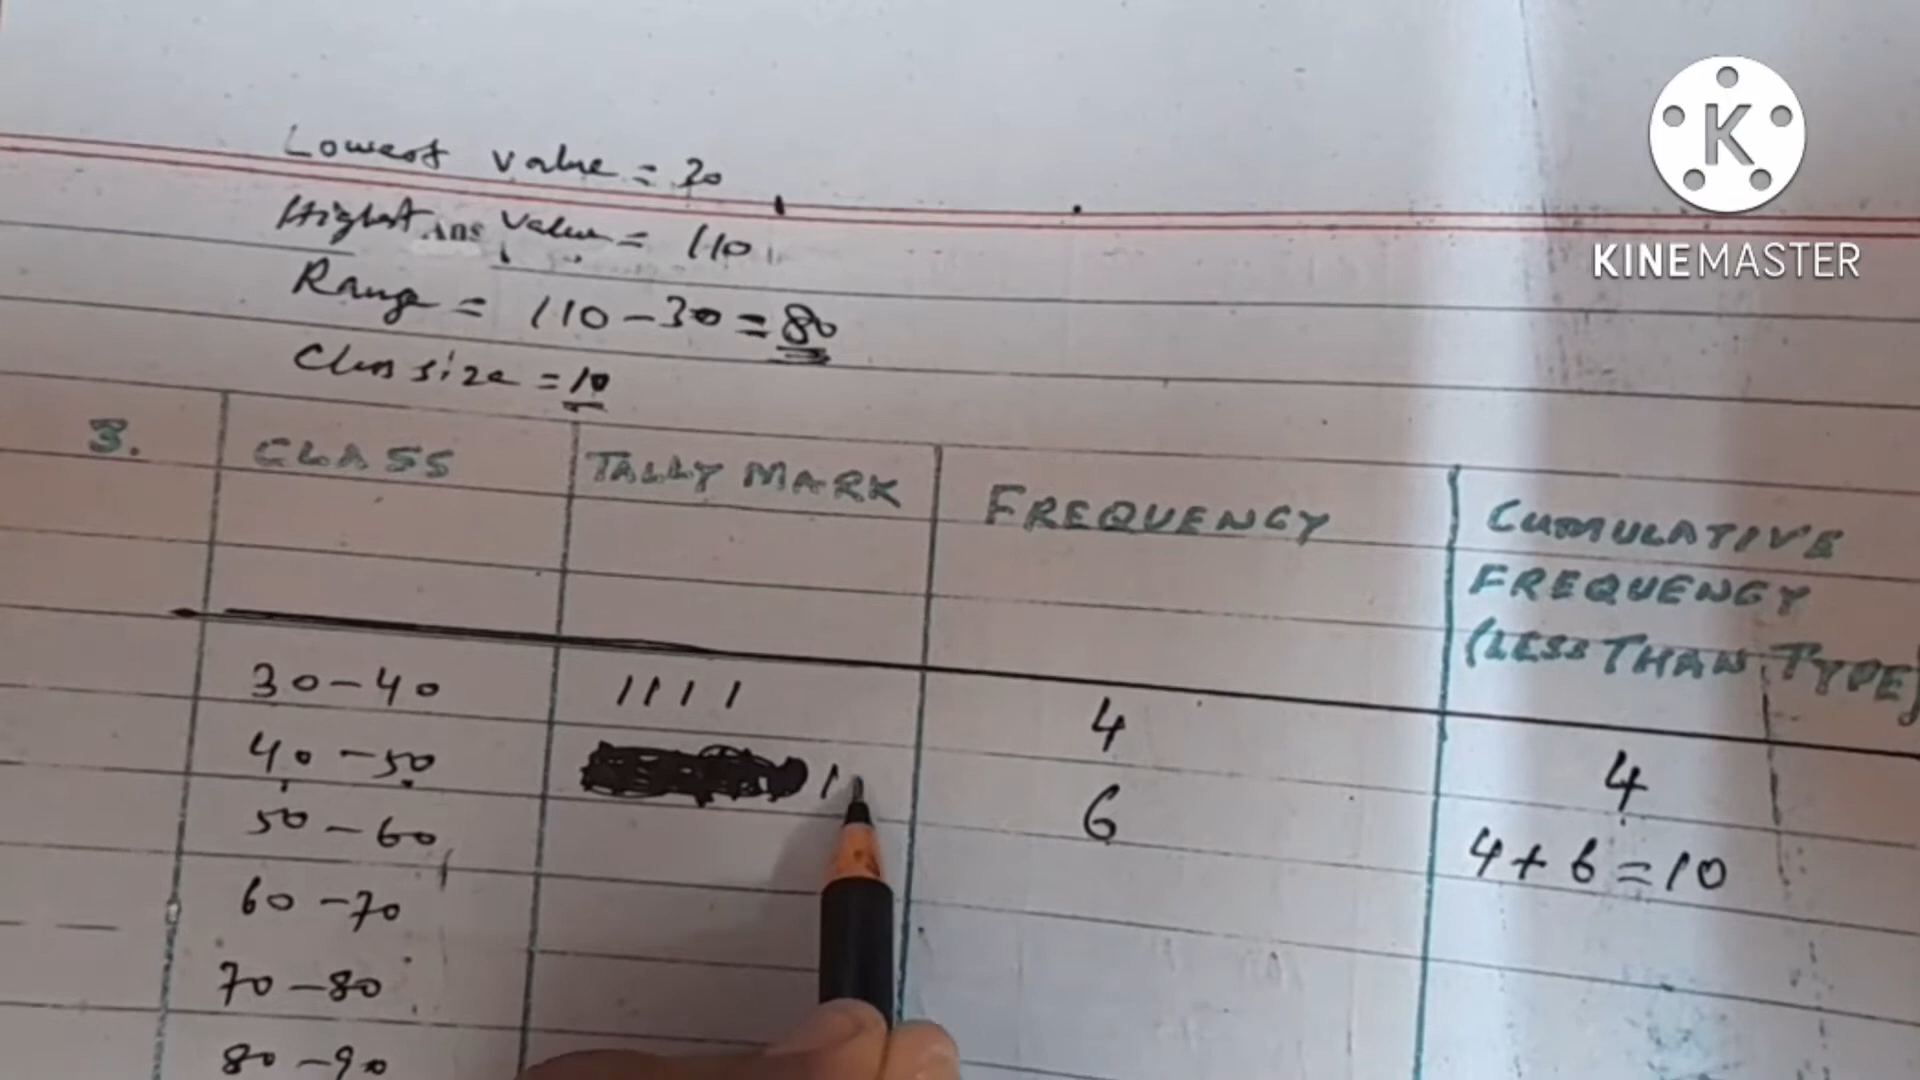 Lowest value = 30
Highest Ans value = 110
Range = 110 - 30 = 80
Class size = 10
3. CLASS TALLY MARK FREQUENCY CUMULATIVE FREQUENCY (LESS THAN TYPE)
30 - 40 |||| 4 4
40 - 50 | 6 4 + 6 = 10
50 - 60
60 - 70
70 - 80
80 - 90
K
KINEMASTER